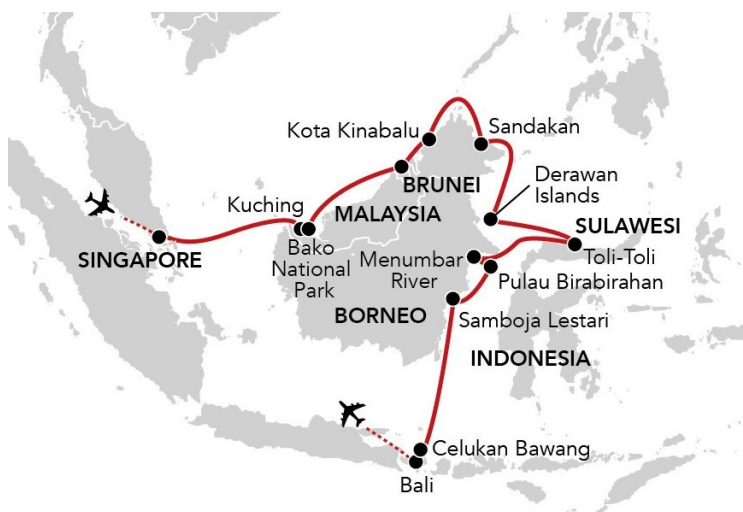 Kota Kinabalu
Sandakan
BRUNEI
Derawan
Islands
Kuching
MALAYSIA
SULAWESI
SINGAPORE
Bako
National
Park
Menumbar
River
Toli-Toli
Pulau Birabirahan
BORNEO
Samboja Lestari
INDONESIA
Celukan Bawang
Bali